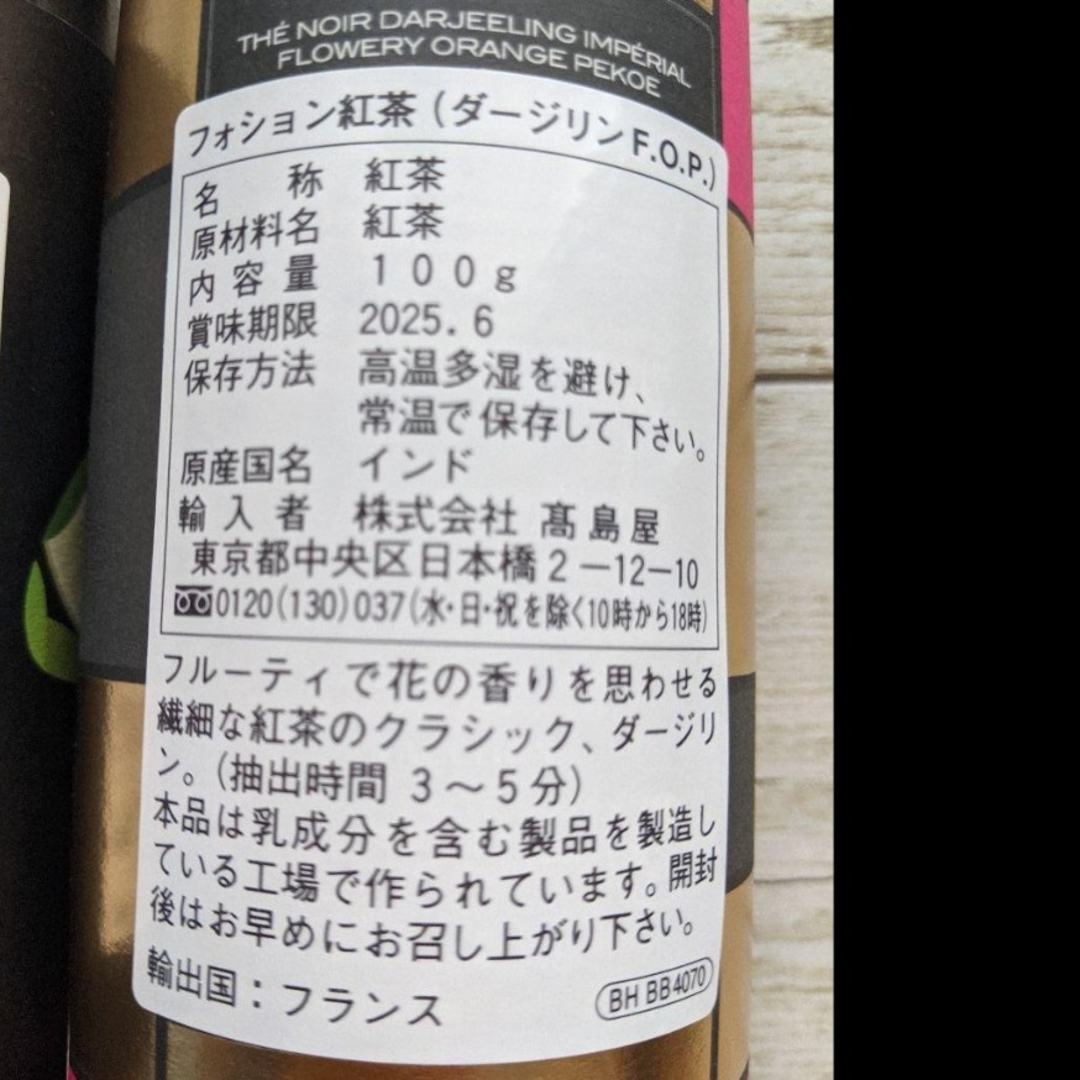 THÉ NOIR DARJEELING IMPÉRIAL
FLOWERY ORANGE PEKOE
フォション紅茶(ダージリンF.O.P.)
名称 紅茶
原材料名 紅茶
内容量 100g
賞味期限 2025.6
保存方法 高温多湿を避け、
常温で保存して下さい。
原産国名 インド
輸入者 株式会社 髙島屋
東京都中央区日本橋2-12-10
0120(130)037(水・日・祝を除く10時から18時)
フルーティで花の香りを思わせる
繊細な紅茶のクラシック、ダージリ
ン。(抽出時間 3~5分)
本品は乳成分を含む製品を製造し
ている工場で作られています。開封
後はお早めにお召し上がり下さい。
輸出国:フランス
BH BB4070